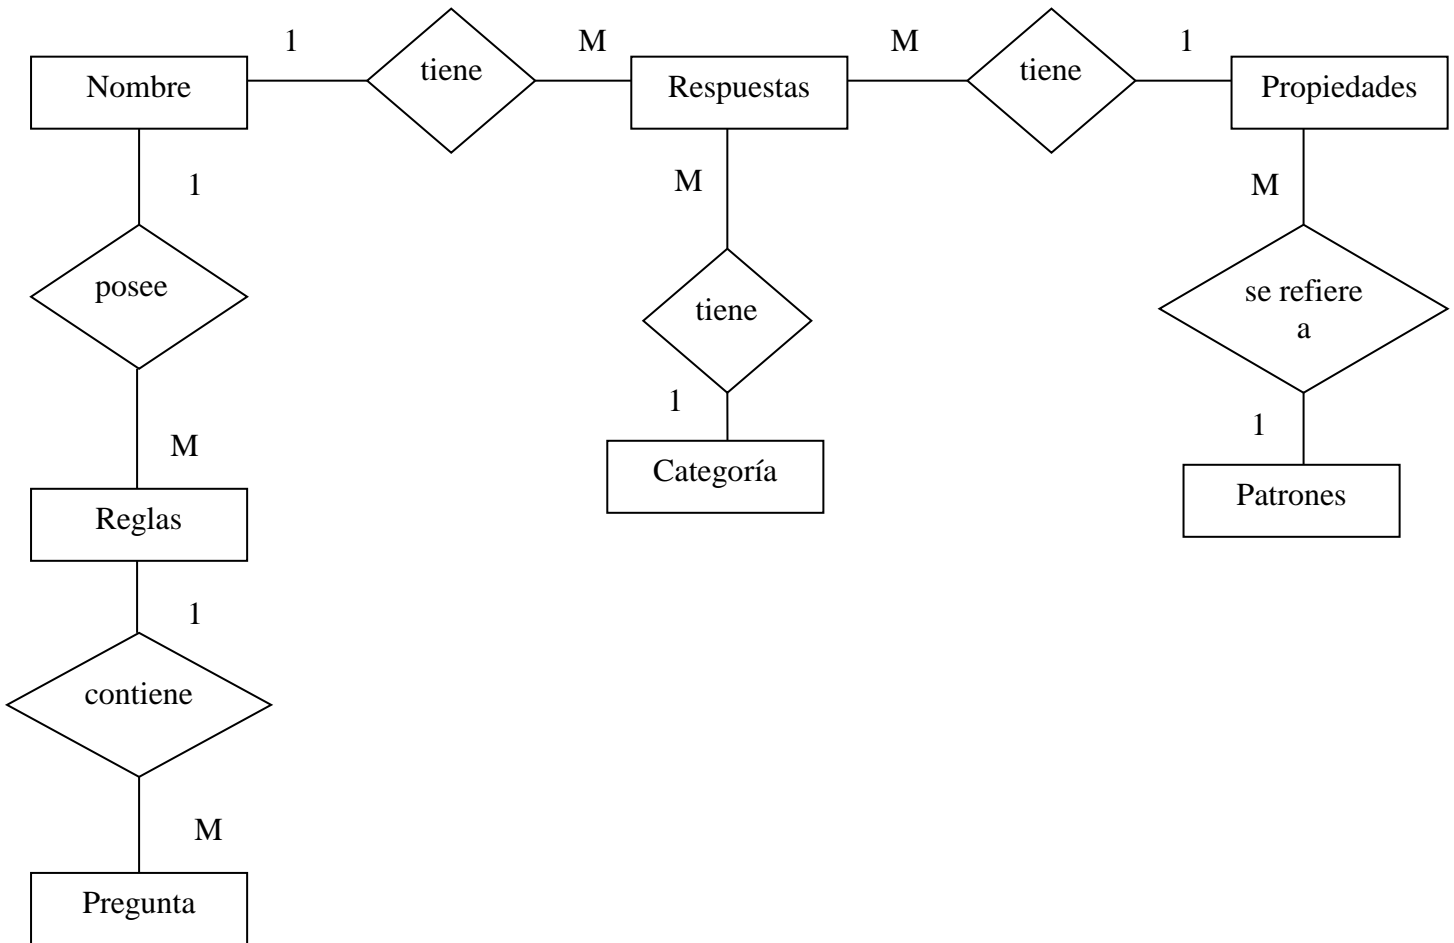 1
M
M
1
Nombre
tiene
Respuestas
tiene
Propiedades
1
M
M
posee
tiene
se refiere
a
1
1
M
Categoría
Patrones
Reglas
1
contiene
M
Pregunta